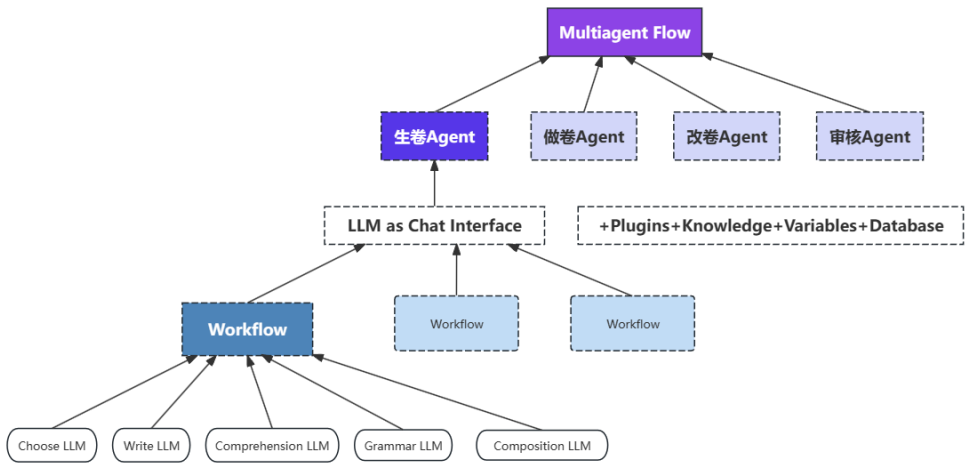 Multiagent Flow
生卷Agent
做卷Agent
改卷Agent
审核Agent
LLM as Chat Interface
+Plugins+Knowledge+Variables+Database
Workflow
Workflow
Workflow
Choose LLM
Write LLM
Comprehension LLM
Grammar LLM
Composition LLM